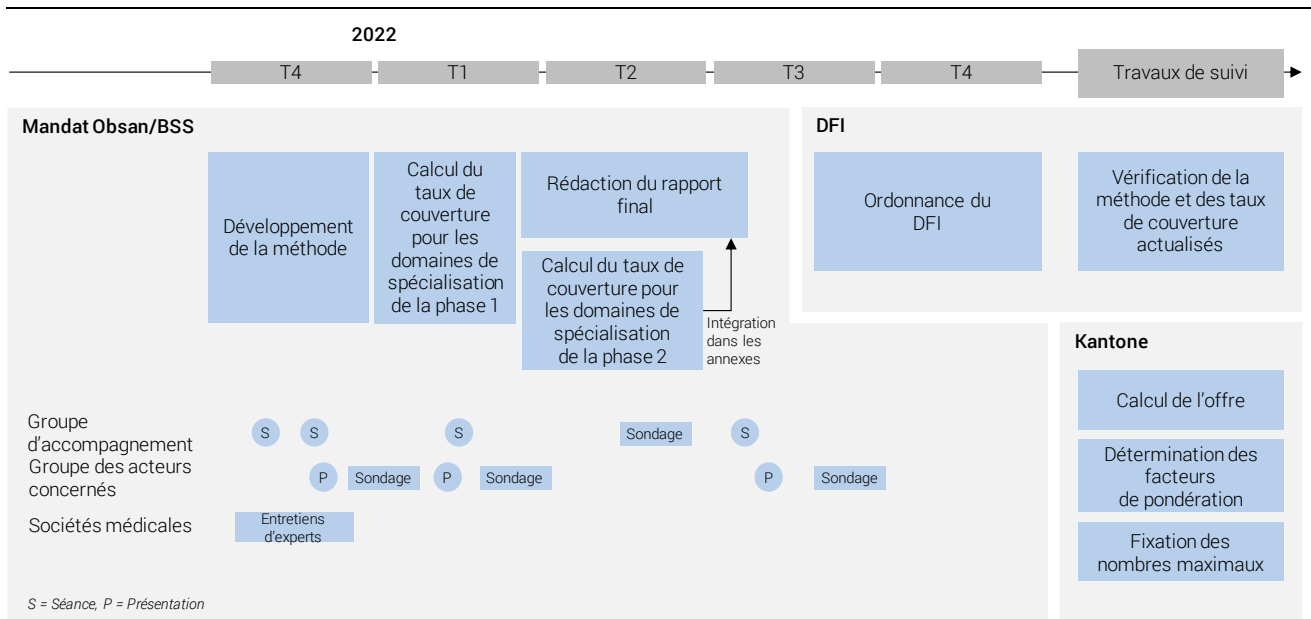 2022
T4
T1
T2
T3
T4
Travaux de suivi
Mandat Obsan/BSS
Développement
de la méthode
Calcul du
taux de
couverture
pour les
domaines de
spécialisation
de la phase 1
Rédaction du rapport
final
Calcul du taux de
couverture pour
les domaines de
spécialisation
de la phase 2
Intégration
dans les
annexes
DFI
Ordonnance du
DFI
Vérification de la
méthode et des taux
de couverture
actualisés
Kantone
Calcul de l'offre
Détermination des
facteurs
de pondération
Fixation des
nombres maximaux
Groupe
d'accompagnement
S
S
S
Sondage
S
Groupe des acteurs
concernés
P
Sondage
P
Sondage
P
Sondage
Sociétés médicales
Entretiens
d'experts
S = Séance, P = Présentation